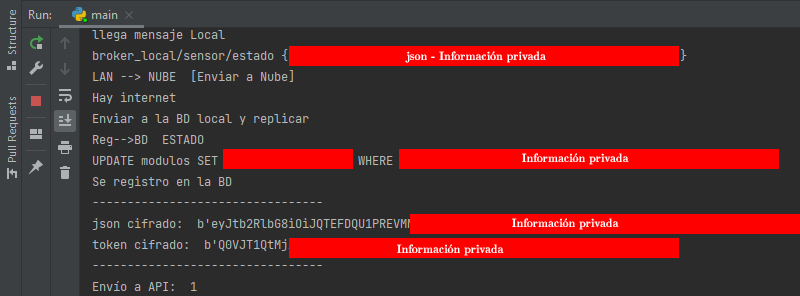 Run: main
Structure
Pull Requests
llega mensaje Local
broker_local/sensor/estado { json - Información privada }
LAN --> NUBE [Enviar a Nube]
Hay internet
Enviar a la BD local y replicar
Reg-->BD ESTADO
UPDATE modulos SET WHERE Información privada
Se registro en la BD
-------------------------------
json cifrado: b'eyJtb2RlbG8iOiJQTEFDQU1PREVMN Información privada
token cifrado: b'Q0VJT1QtMj Información privada
-------------------------------
Envío a API: 1